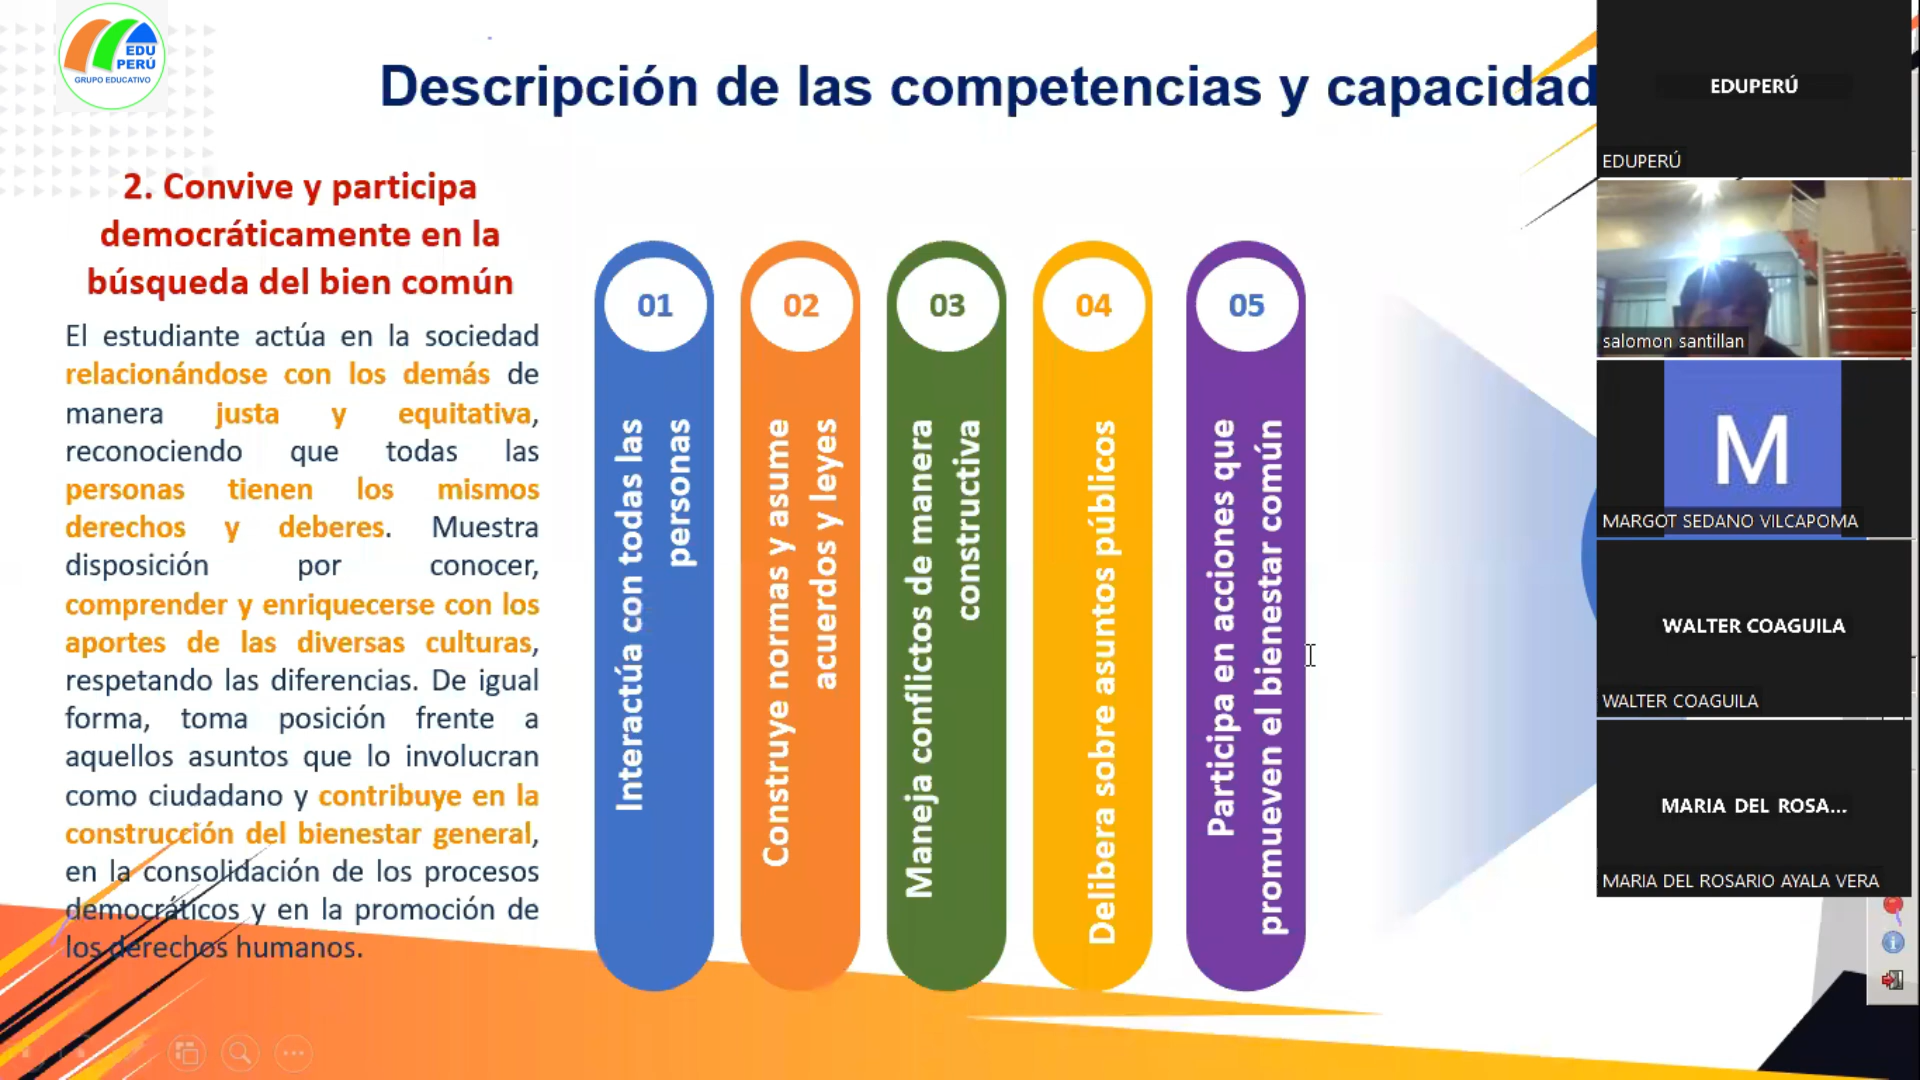 EDU
PERÚ
GRUPO EDUCATIVO
Descripción de las competencias y capacidad
2. Convive y participa
democráticamente en la
búsqueda del bien común
El estudiante actúa en la sociedad
relacionándose con los demás de
manera justa y equitativa,
reconociendo que todas las
personas tienen los mismos
derechos y deberes. Muestra
disposición por conocer,
comprender y enriquecerse con los
aportes de las diversas culturas,
respetando las diferencias. De igual
forma, toma posición frente a
aquellos asuntos que lo involucran
como ciudadano y contribuye en la
construcción del bienestar general,
en la consolidación de los procesos
democráticos y en la promoción de
los derechos humanos.
01
Interactúa con todas las
personas
02
Construye normas y asume
acuerdos y leyes
03
Maneja conflictos de manera
constructiva
04
Delibera sobre asuntos públicos
05
Participa en acciones que
promueven el bienestar común
EDUPERÚ
EDUPERÚ
salomon santillan
M
MARGOT SEDANO VILCAPOMA
WALTER COAGUILA
WALTER COAGUILA
MARIA DEL ROSA...
MARIA DEL ROSARIO AYALA VERA